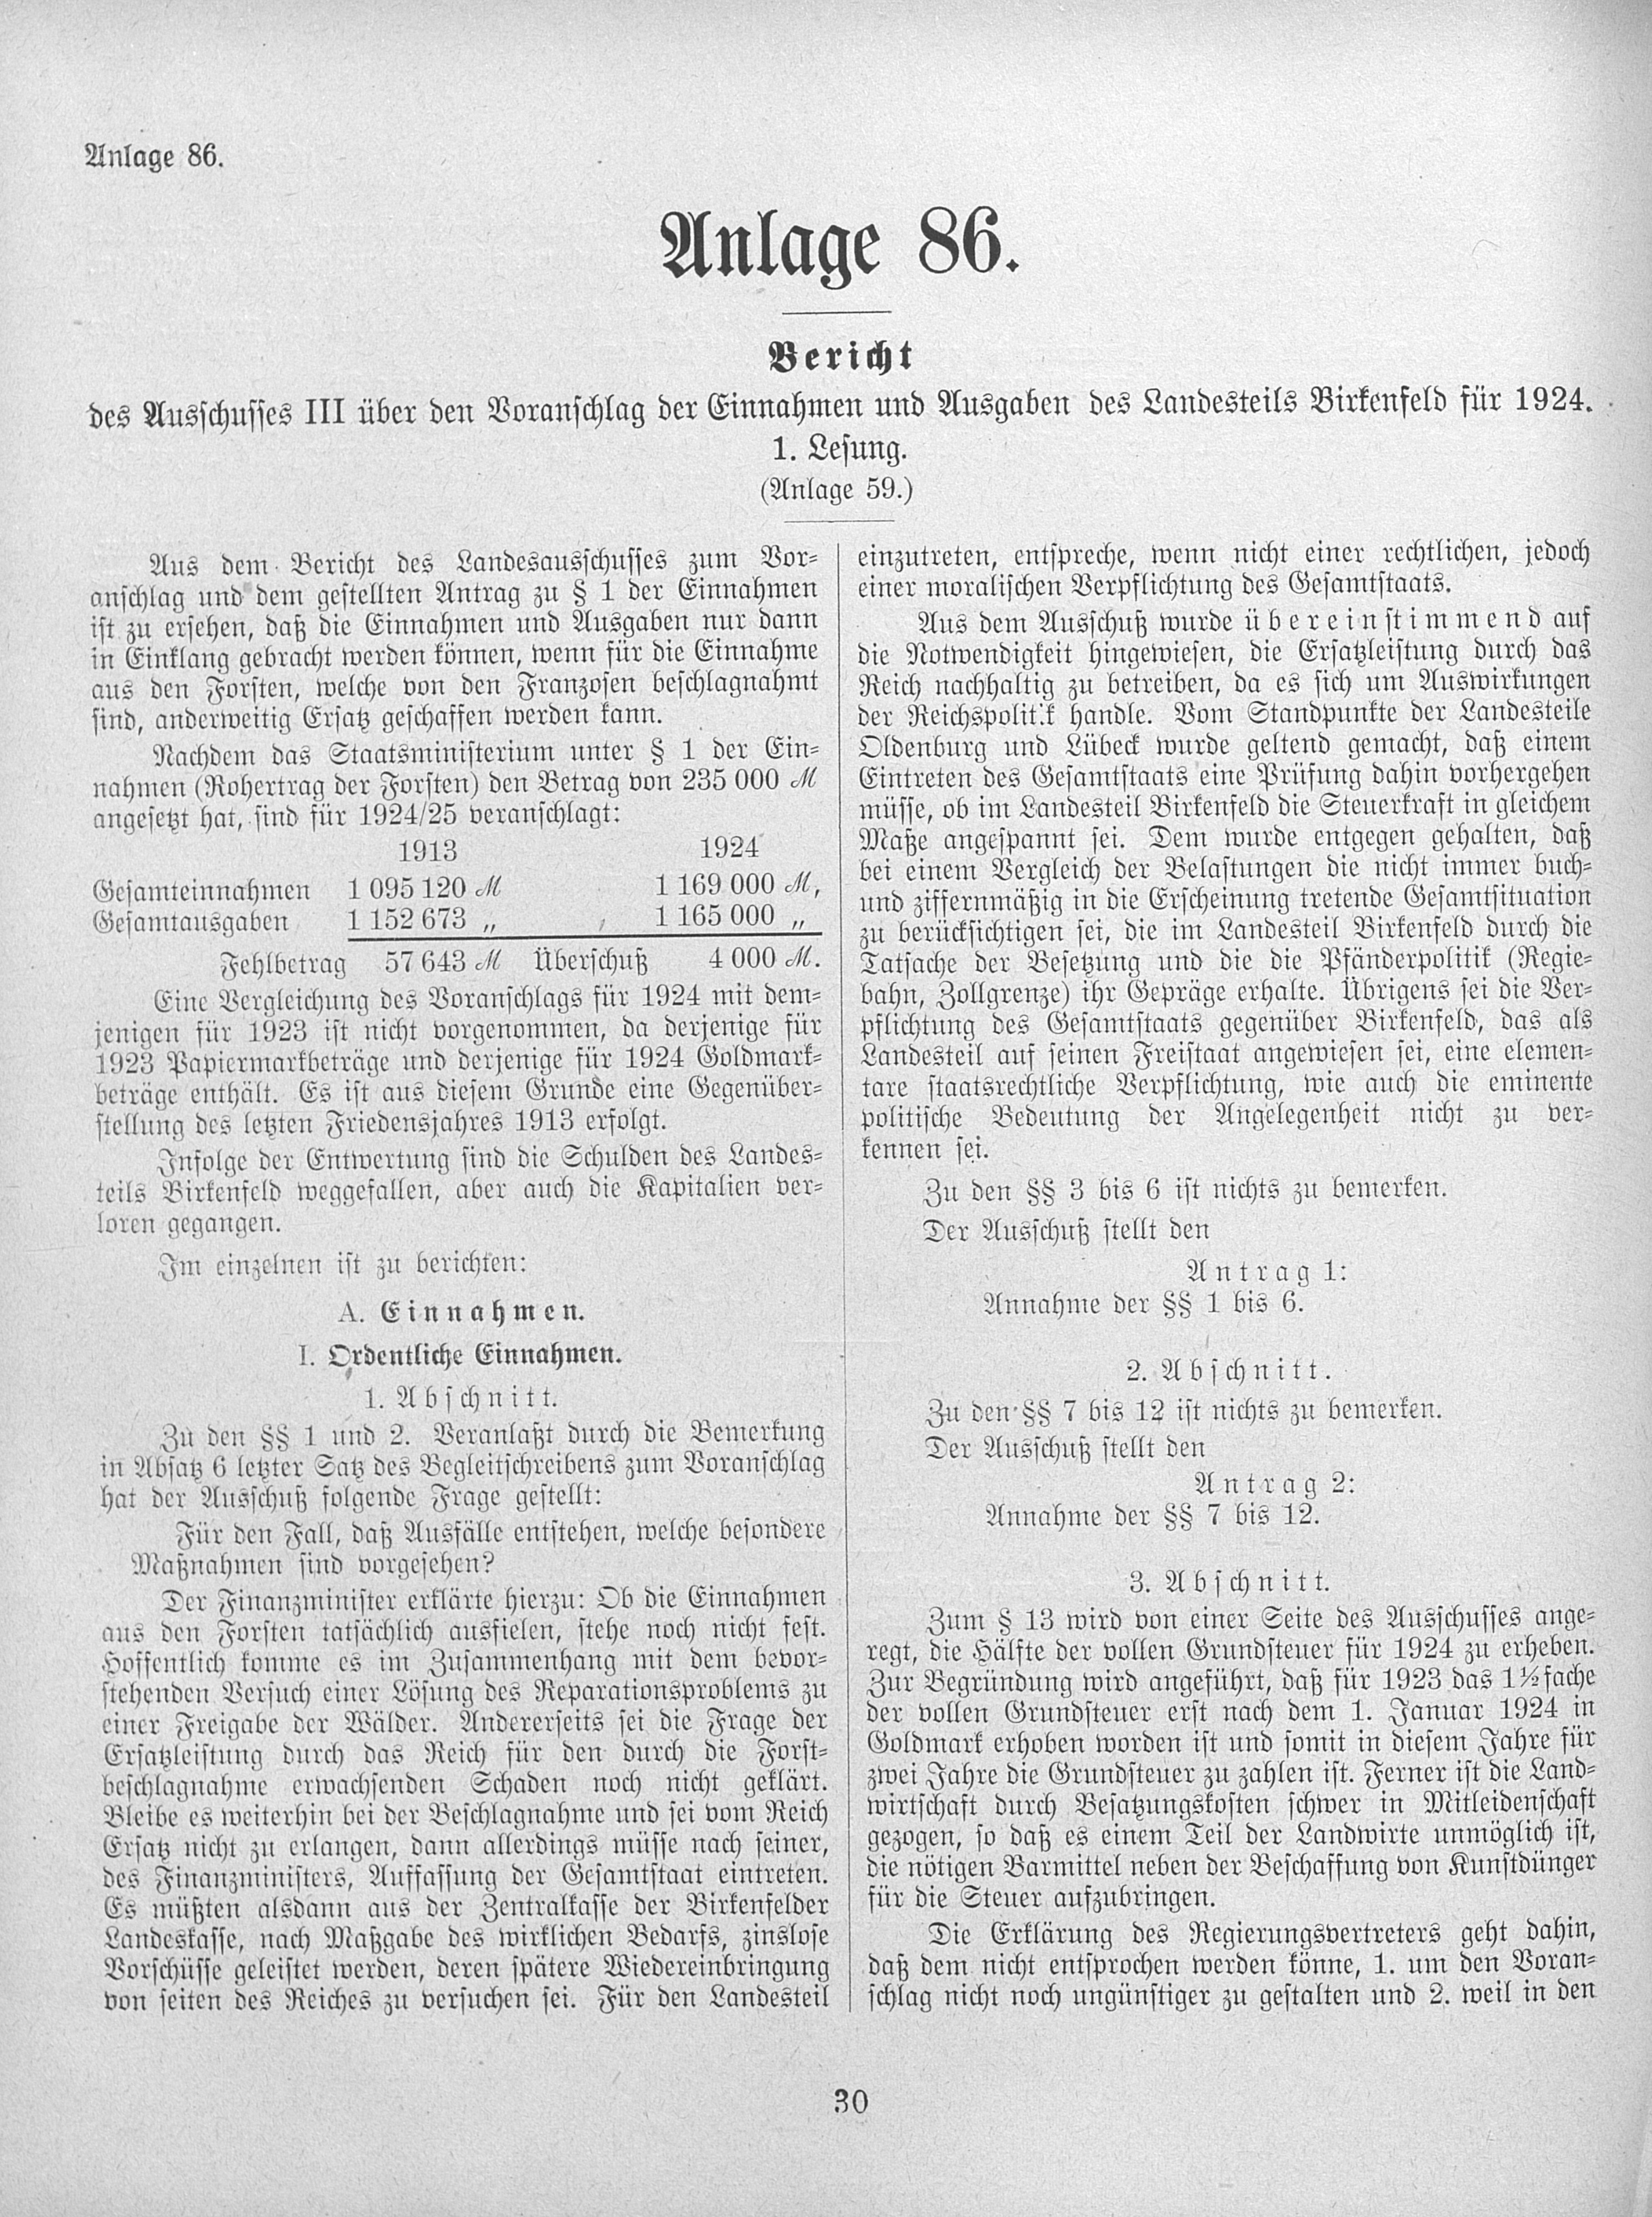 Anlage 86.
Anlage 86.
Bericht
des Ausschusses III über den Voranschlag der Einnahmen und Ausgaben des Landesteils Birkenfeld für 1924.
1. Lesung.
(Anlage 59.)
Aus dem Bericht des Landesausschusses zum Vor-
anschlag und dem gestellten Antrag zu § 1 der Einnahmen
ist zu ersehen, daß die Einnahmen und Ausgaben nur dann
in Einklang gebracht werden können, wenn für die Einnahme
aus den Forsten, welche von den Franzosen beschlagnahmt
sind, anderweitig Ersatz geschaffen werden kann.
Nachdem das Staatsministerium unter § 1 der Ein-
nahmen (Rohertrag der Forsten) den Betrag von 235 000 ℳ
angesetzt hat, sind für 1924/25 veranschlagt:
1913 1924
Gesamteinnahmen 1 095 120 ℳ 1 169 000 ℳ,
Gesamtausgaben 1 152 673 „ 1 165 000 „
Fehlbetrag 57 643 ℳ Überschuß 4 000 ℳ.
Eine Vergleichung des Voranschlags für 1924 mit dem-
jenigen für 1923 ist nicht vorgenommen, da derjenige für
1923 Papiermarkbeträge und derjenige für 1924 Goldmark-
beträge enthält. Es ist aus diesem Grunde eine Gegenüber-
stellung des letzten Friedensjahres 1913 erfolgt.
Infolge der Entwertung sind die Schulden des Landes-
teils Birkenfeld weggefallen, aber auch die Kapitalien ver-
loren gegangen.
Im einzelnen ist zu berichten:
A. Einnahmen.
I. Ordentliche Einnahmen.
1. Abschnitt.
Zu den §§ 1 und 2. Veranlaßt durch die Bemerkung
in Absatz 6 letzter Satz des Begleitschreibens zum Voranschlag
hat der Ausschuß folgende Frage gestellt:
Für den Fall, daß Ausfälle entstehen, welche besondere
Maßnahmen sind vorgesehen?
Der Finanzminister erklärte hierzu: Ob die Einnahmen
aus den Forsten tatsächlich ausfielen, stehe noch nicht fest.
Hoffentlich komme es im Zusammenhang mit dem bevor-
stehenden Versuch einer Lösung des Reparationsproblems zu
einer Freigabe der Wälder. Andererseits sei die Frage der
Ersatzleistung durch das Reich für den durch die Forst-
beschlagnahme erwachsenden Schaden noch nicht geklärt.
Bleibe es weiterhin bei der Beschlagnahme und sei vom Reich
Ersatz nicht zu erlangen, dann allerdings müsse nach seiner,
des Finanzministers, Auffassung der Gesamtstaat eintreten.
Es müßten alsdann aus der Zentralkasse der Birkenfelder
Landeskasse, nach Maßgabe des wirklichen Bedarfs, zinslose
Vorschüsse geleistet werden, deren spätere Wiedereinbringung
von seiten des Reiches zu versuchen sei. Für den Landesteil
einzutreten, entspreche, wenn nicht einer rechtlichen, jedoch
einer moralischen Verpflichtung des Gesamtstaats.
Aus dem Ausschuß wurde übereinstimmend auf
die Notwendigkeit hingewiesen, die Ersatzleistung durch das
Reich nachhaltig zu betreiben, da es sich um Auswirkungen
der Reichspolitik handle. Vom Standpunkte der Landesteile
Oldenburg und Lübeck wurde geltend gemacht, daß einem
Eintreten des Gesamtstaats eine Prüfung dahin vorhergehen
müsse, ob im Landesteil Birkenfeld die Steuerkraft in gleichem
Maße angespannt sei. Dem wurde entgegen gehalten, daß
bei einem Vergleich der Belastungen die nicht immer buch-
und ziffernmäßig in die Erscheinung tretende Gesamtsituation
zu berücksichtigen sei, die im Landesteil Birkenfeld durch die
Tatsache der Besetzung und die die Pfänderpolitik (Regie-
bahn, Zollgrenze) ihr Gepräge erhalte. Übrigens sei die Ver-
pflichtung des Gesamtstaats gegenüber Birkenfeld, das als
Landesteil auf seinen Freistaat angewiesen sei, eine elemen-
tare staatsrechtliche Verpflichtung, wie auch die eminente
politische Bedeutung der Angelegenheit nicht zu ver-
kennen sei.
Zu den §§ 3 bis 6 ist nichts zu bemerken.
Der Ausschuß stellt den
Antrag 1:
Annahme der §§ 1 bis 6.
2. Abschnitt.
Zu den §§ 7 bis 12 ist nichts zu bemerken.
Der Ausschuß stellt den
Antrag 2:
Annahme der §§ 7 bis 12.
3. Abschnitt.
Zum § 13 wird von einer Seite des Ausschusses ange-
regt, die Hälfte der vollen Grundsteuer für 1924 zu erheben.
Zur Begründung wird angeführt, daß für 1923 das 1½fache
der vollen Grundsteuer erst nach dem 1. Januar 1924 in
Goldmark erhoben worden ist und somit in diesem Jahre für
zwei Jahre die Grundsteuer zu zahlen ist. Ferner ist die Land-
wirtschaft durch Besatzungskosten schwer in Mitleidenschaft
gezogen, so daß es einem Teil der Landwirte unmöglich ist,
die nötigen Barmittel neben der Beschaffung von Kunstdünger
für die Steuer aufzubringen.
Die Erklärung des Regierungsvertreters geht dahin,
daß dem nicht entsprochen werden könne, 1. um den Voran-
schlag nicht noch ungünstiger zu gestalten und 2. weil in den
30